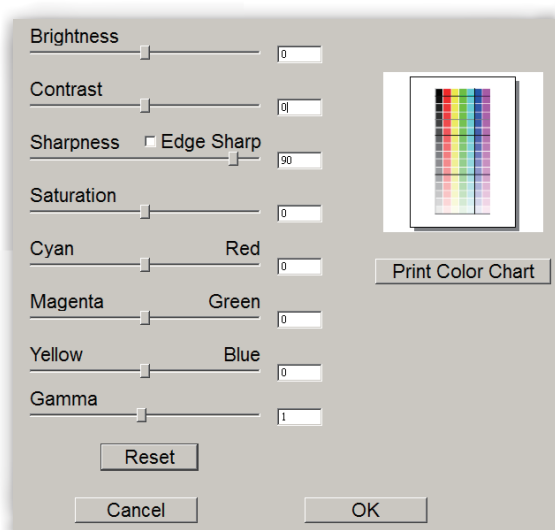 Brightness
0
Contrast
0
Sharpness Edge Sharp
90
Saturation
0
Cyan Red
0
Magenta Green
0
Yellow Blue
0
Gamma
1
Print Color Chart
Reset
Cancel OK